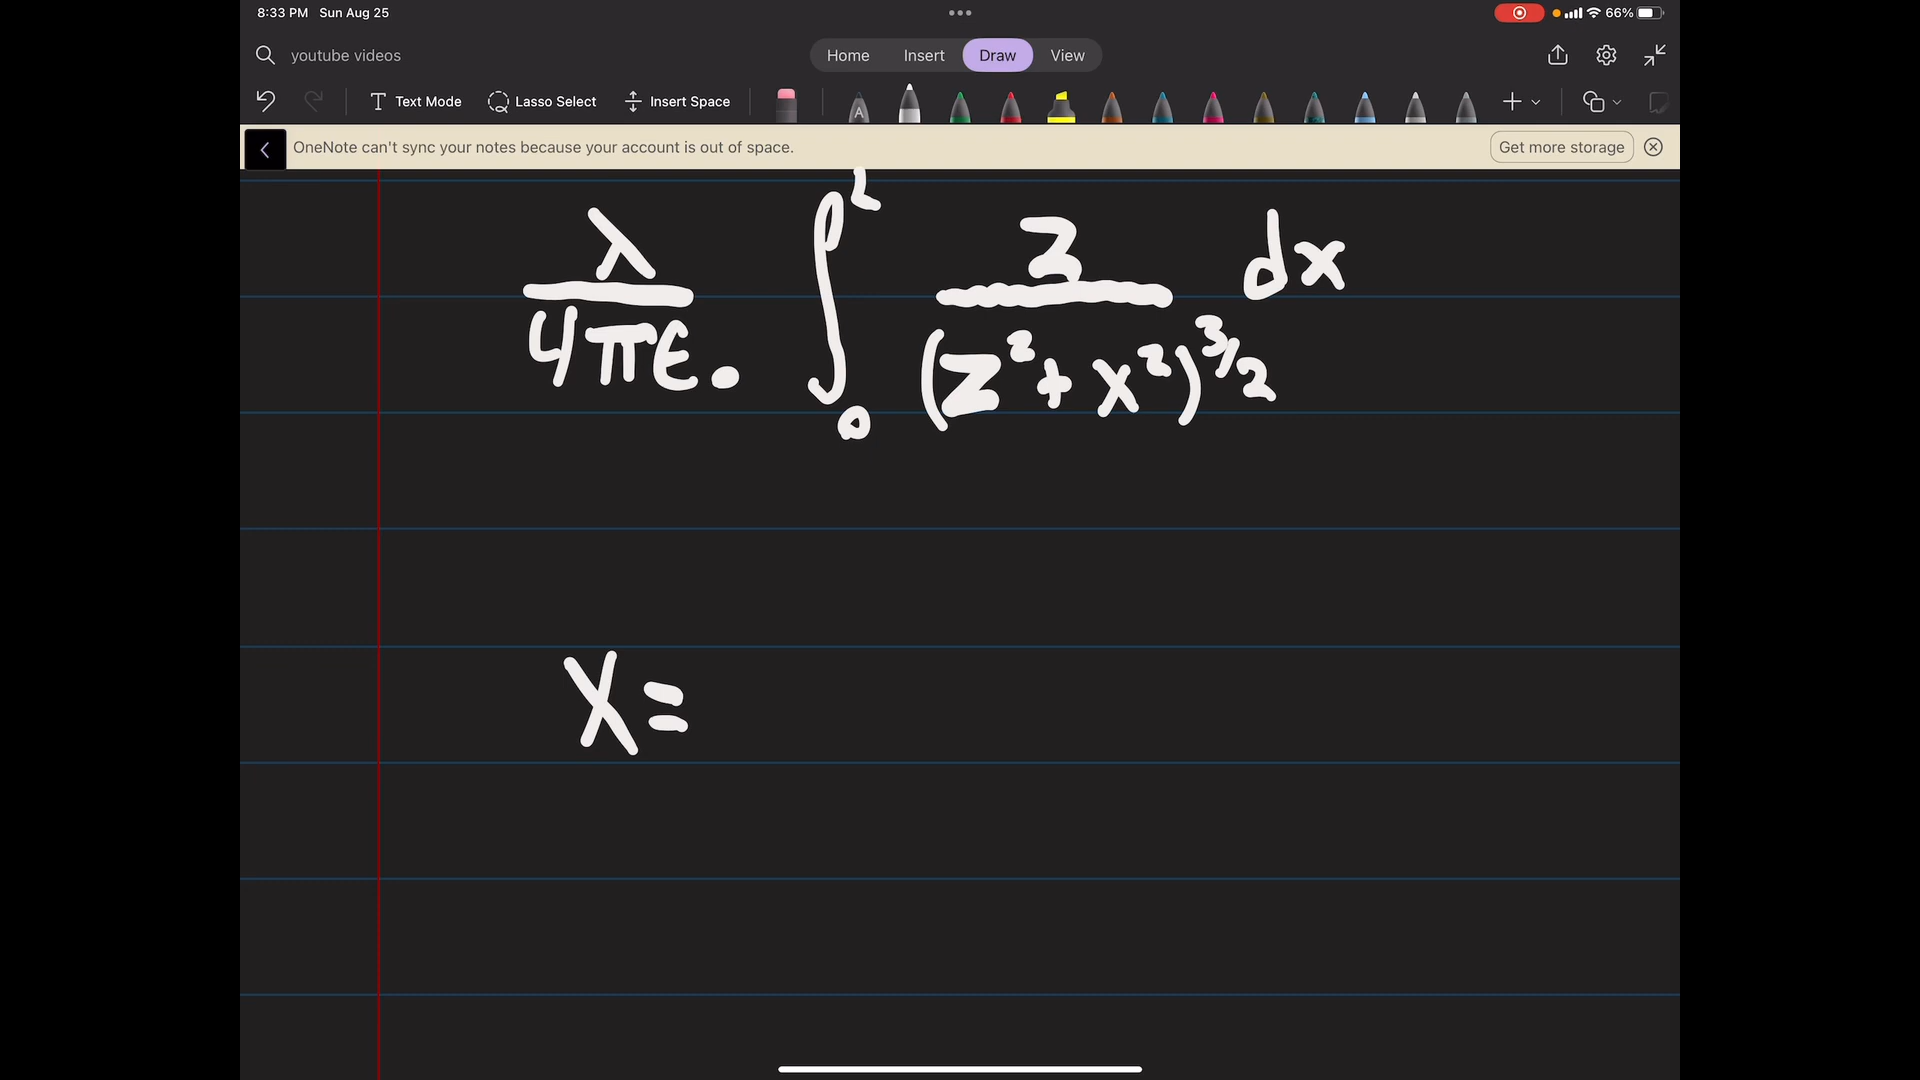 8:33 PM Sun Aug 25 66%
youtube videos Home Insert Draw View
Text Mode Lasso Select Insert Space A
OneNote can't sync your notes because your account is out of space. Get more storage
λ/4πε. ∫₀ᴸ z/(z²+x²)^3/2 dx
X=